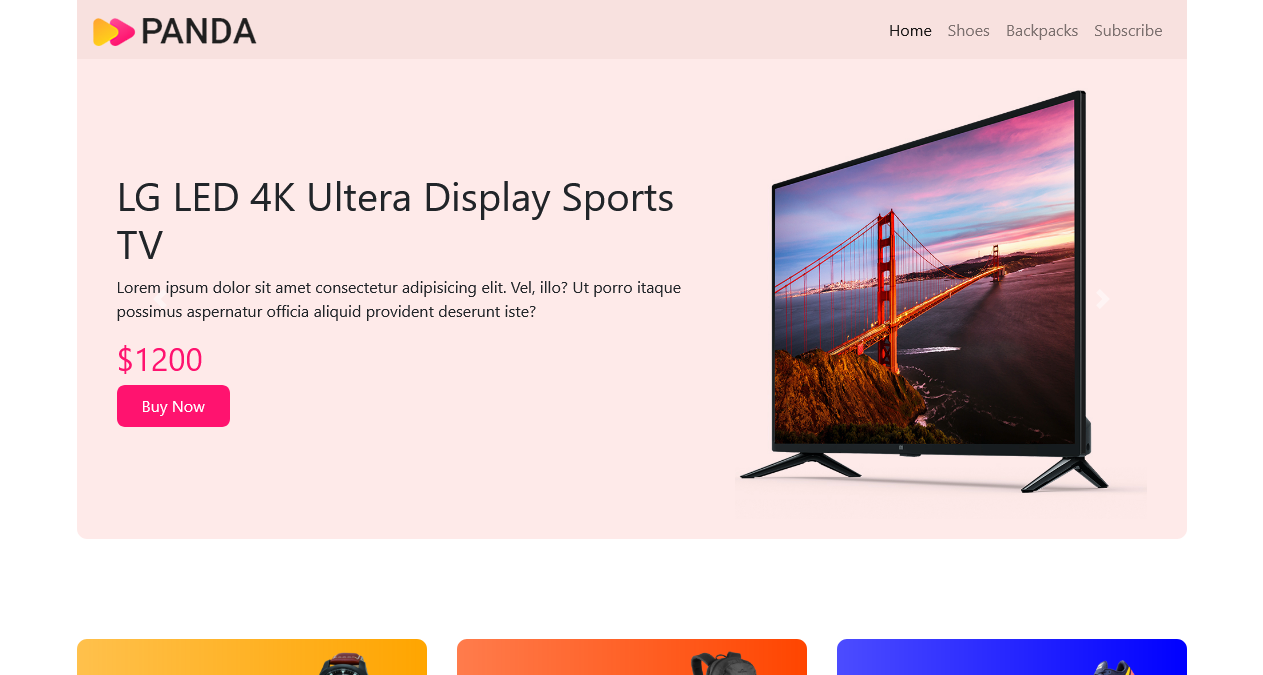 PANDA
Home Shoes Backpacks Subscribe
LG LED 4K Ultera Display Sports
TV
Lorem ipsum dolor sit amet consectetur adipisicing elit. Vel, illo? Ut porro itaque
possimus aspernatur officia aliquid provident deserunt iste?
$1200
Buy Now